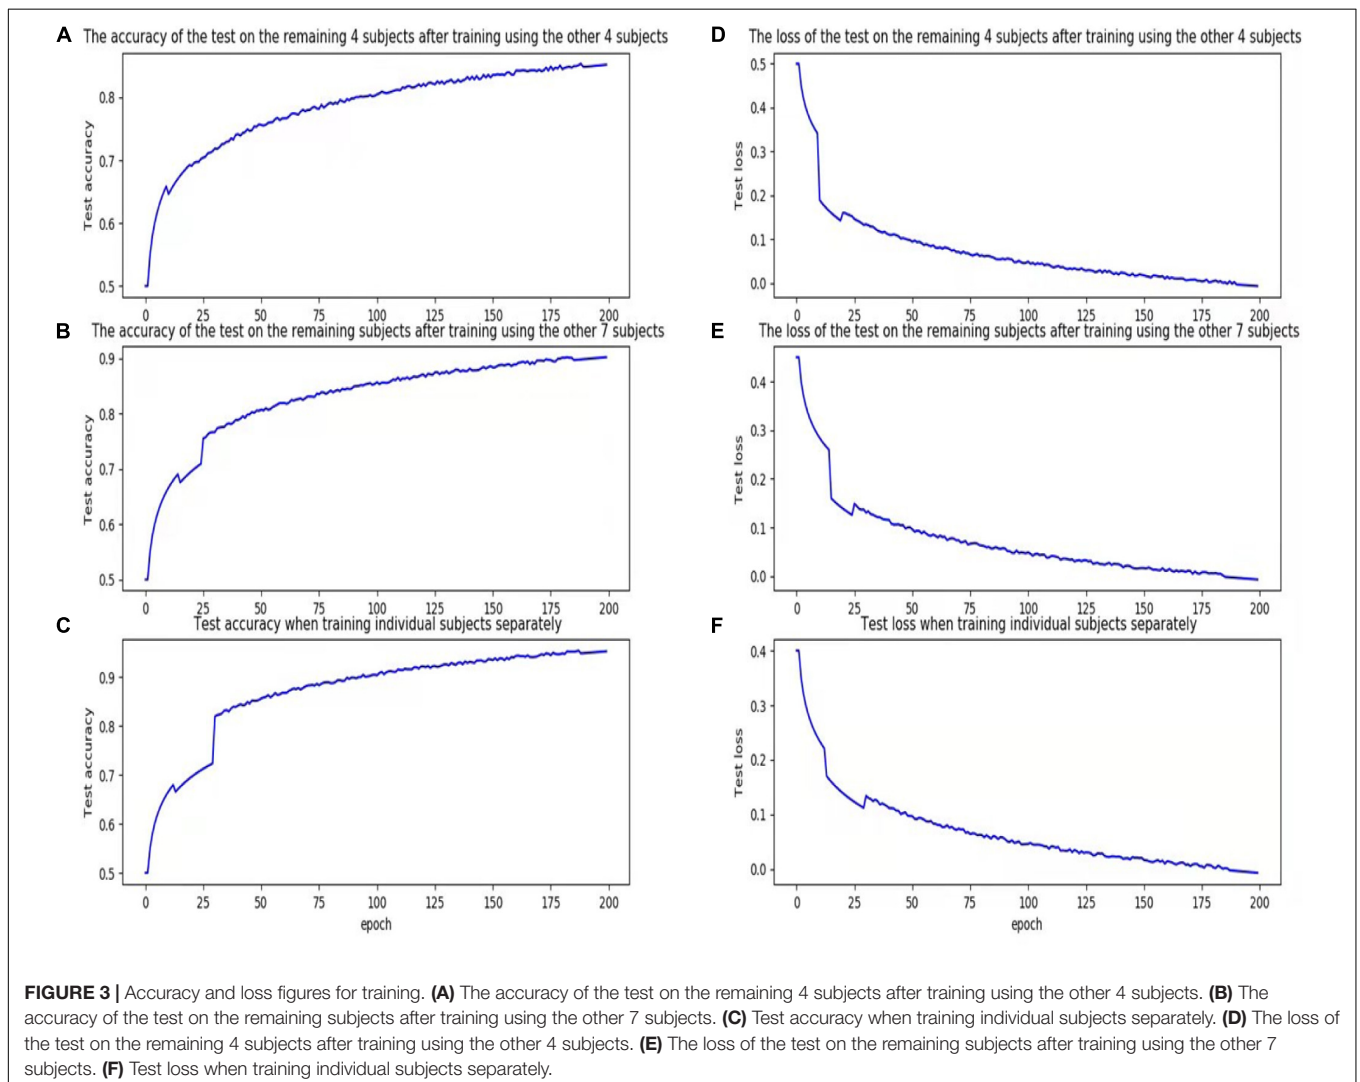 A The accuracy of the test on the remaining 4 subjects after training using the other 4 subjects
Test accuracy
0.8
0.7
0.6
0.5
0 25 50 75 100 125 150 175 200
B The accuracy of the test on the remaining subjects after training using the other 7 subjects
Test accuracy
0.9
0.8
0.7
0.6
0.5
0 25 50 75 100 125 150 175 200
C Test accuracy when training individual subjects separately
Test accuracy
0.9
0.8
0.7
0.6
0.5
0 25 50 75 100 125 150 175 200
epoch
D The loss of the test on the remaining 4 subjects after training using the other 4 subjects
Test loss
0.5
0.4
0.3
0.2
0.1
0.0
0 25 50 75 100 125 150 175 200
E The loss of the test on the remaining subjects after training using the other 7 subjects
Test loss
0.4
0.3
0.2
0.1
0.0
0 25 50 75 100 125 150 175 200
F Test loss when training individual subjects separately
Test loss
0.4
0.3
0.2
0.1
0.0
0 25 50 75 100 125 150 175 200
epoch
FIGURE 3 | Accuracy and loss figures for training. (A) The accuracy of the test on the remaining 4 subjects after training using the other 4 subjects. (B) The
accuracy of the test on the remaining subjects after training using the other 7 subjects. (C) Test accuracy when training individual subjects separately. (D) The loss of
the test on the remaining 4 subjects after training using the other 4 subjects. (E) The loss of the test on the remaining subjects after training using the other 7
subjects. (F) Test loss when training individual subjects separately.